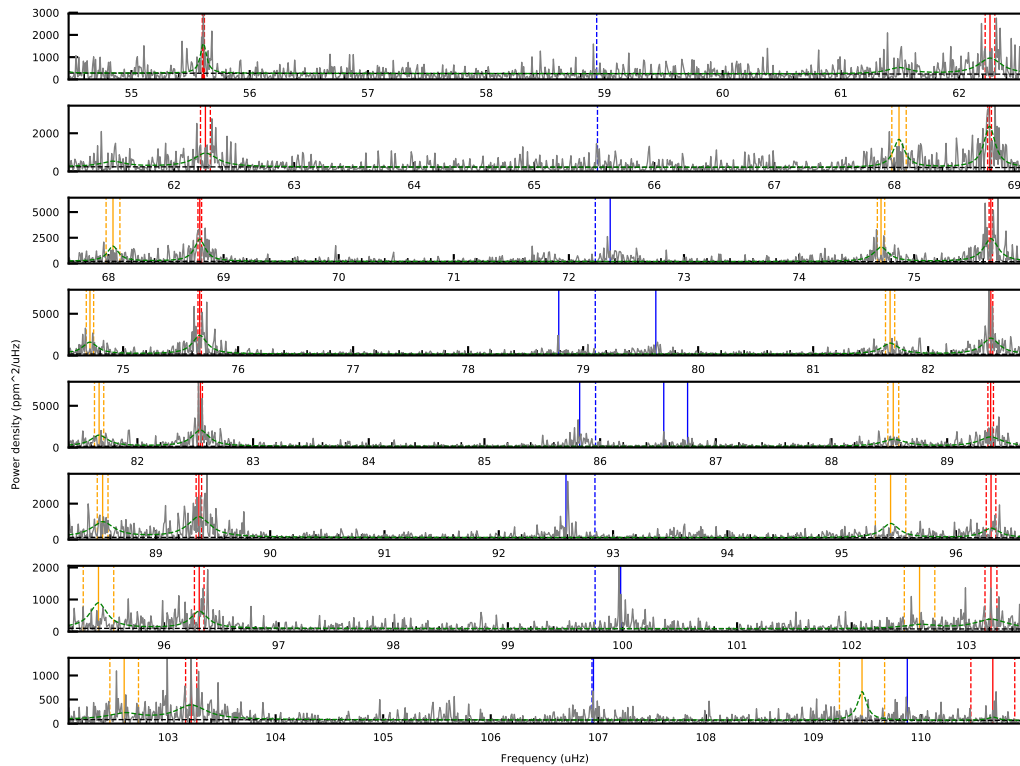 3000
2000
1000
0
55 56 57 58 59 60 61 62
2000
0
62 63 64 65 66 67 68 69
5000
2500
0
68 69 70 71 72 73 74 75
5000
0
75 76 77 78 79 80 81 82
5000
0
82 83 84 85 86 87 88 89
Power density (ppm^2/uHz)
2000
0
89 90 91 92 93 94 95 96
2000
1000
0
96 97 98 99 100 101 102 103
1000
500
0
103 104 105 106 107 108 109 110
Frequency (uHz)